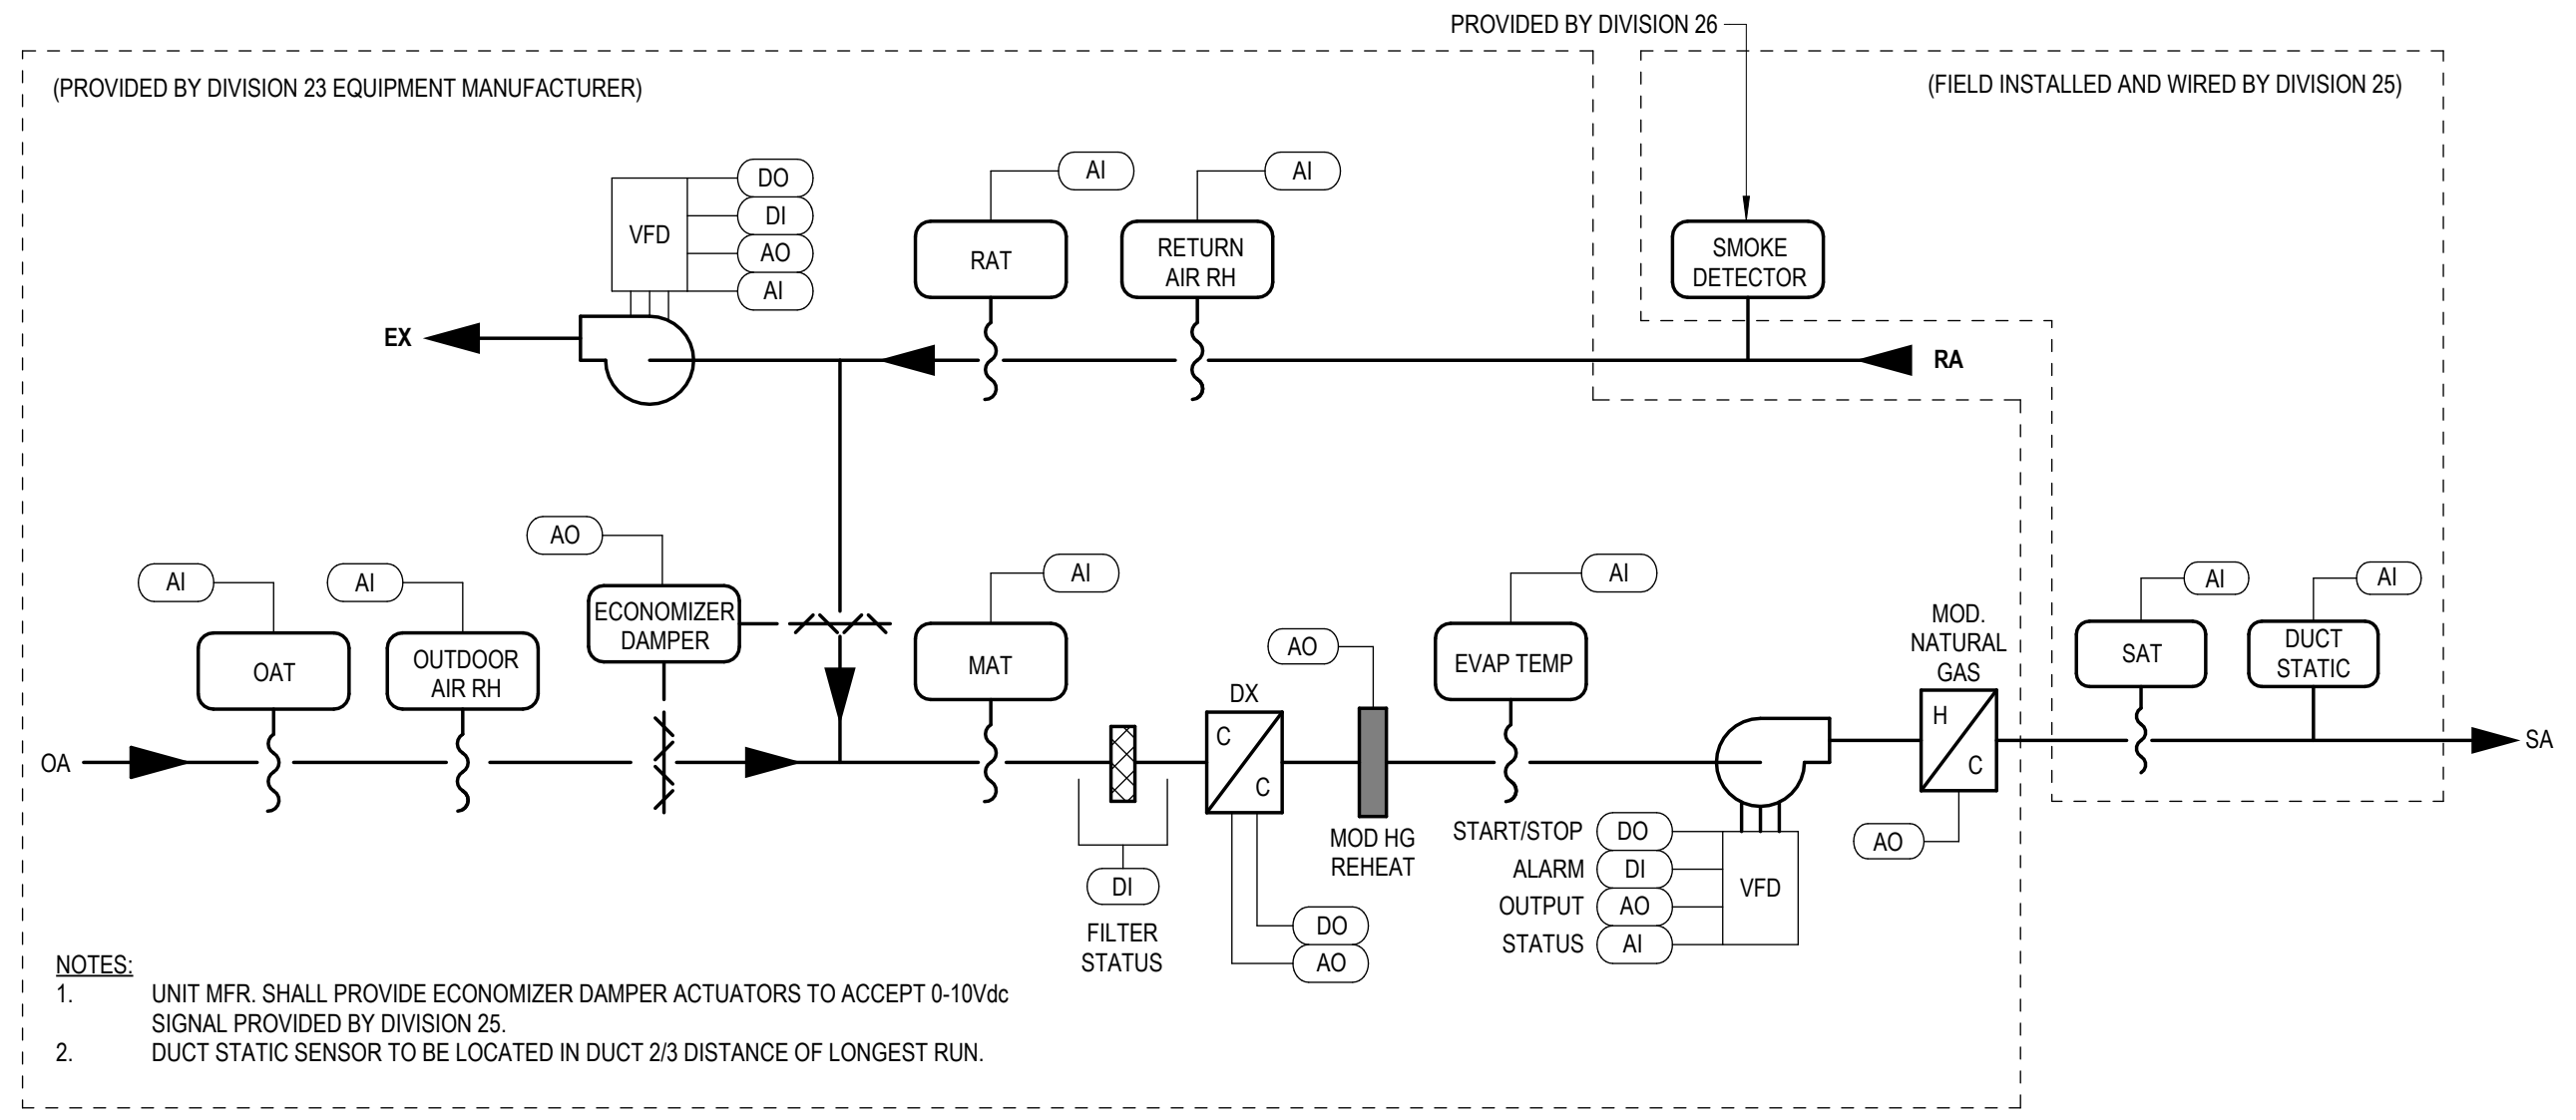 PROVIDED BY DIVISION 26
(PROVIDED BY DIVISION 23 EQUIPMENT MANUFACTURER)
(FIELD INSTALLED AND WIRED BY DIVISION 25)
DO
DI
AO
AI
VFD
AI
RAT
AI
RETURN
AIR RH
SMOKE
DETECTOR
EX
RA
AI
OAT
AI
OUTDOOR
AIR RH
AO
ECONOMIZER
DAMPER
AI
MAT
AO
AI
EVAP TEMP
MOD.
NATURAL
GAS
AI
SAT
AI
DUCT
STATIC
OA
DX
C
C
H
C
SA
MOD HG
REHEAT
DI
FILTER
STATUS
DO
AO
START/STOP DO
ALARM DI
OUTPUT AO
STATUS AI
VFD
AO
NOTES:
1. UNIT MFR. SHALL PROVIDE ECONOMIZER DAMPER ACTUATORS TO ACCEPT 0-10Vdc
SIGNAL PROVIDED BY DIVISION 25.
2. DUCT STATIC SENSOR TO BE LOCATED IN DUCT 2/3 DISTANCE OF LONGEST RUN.